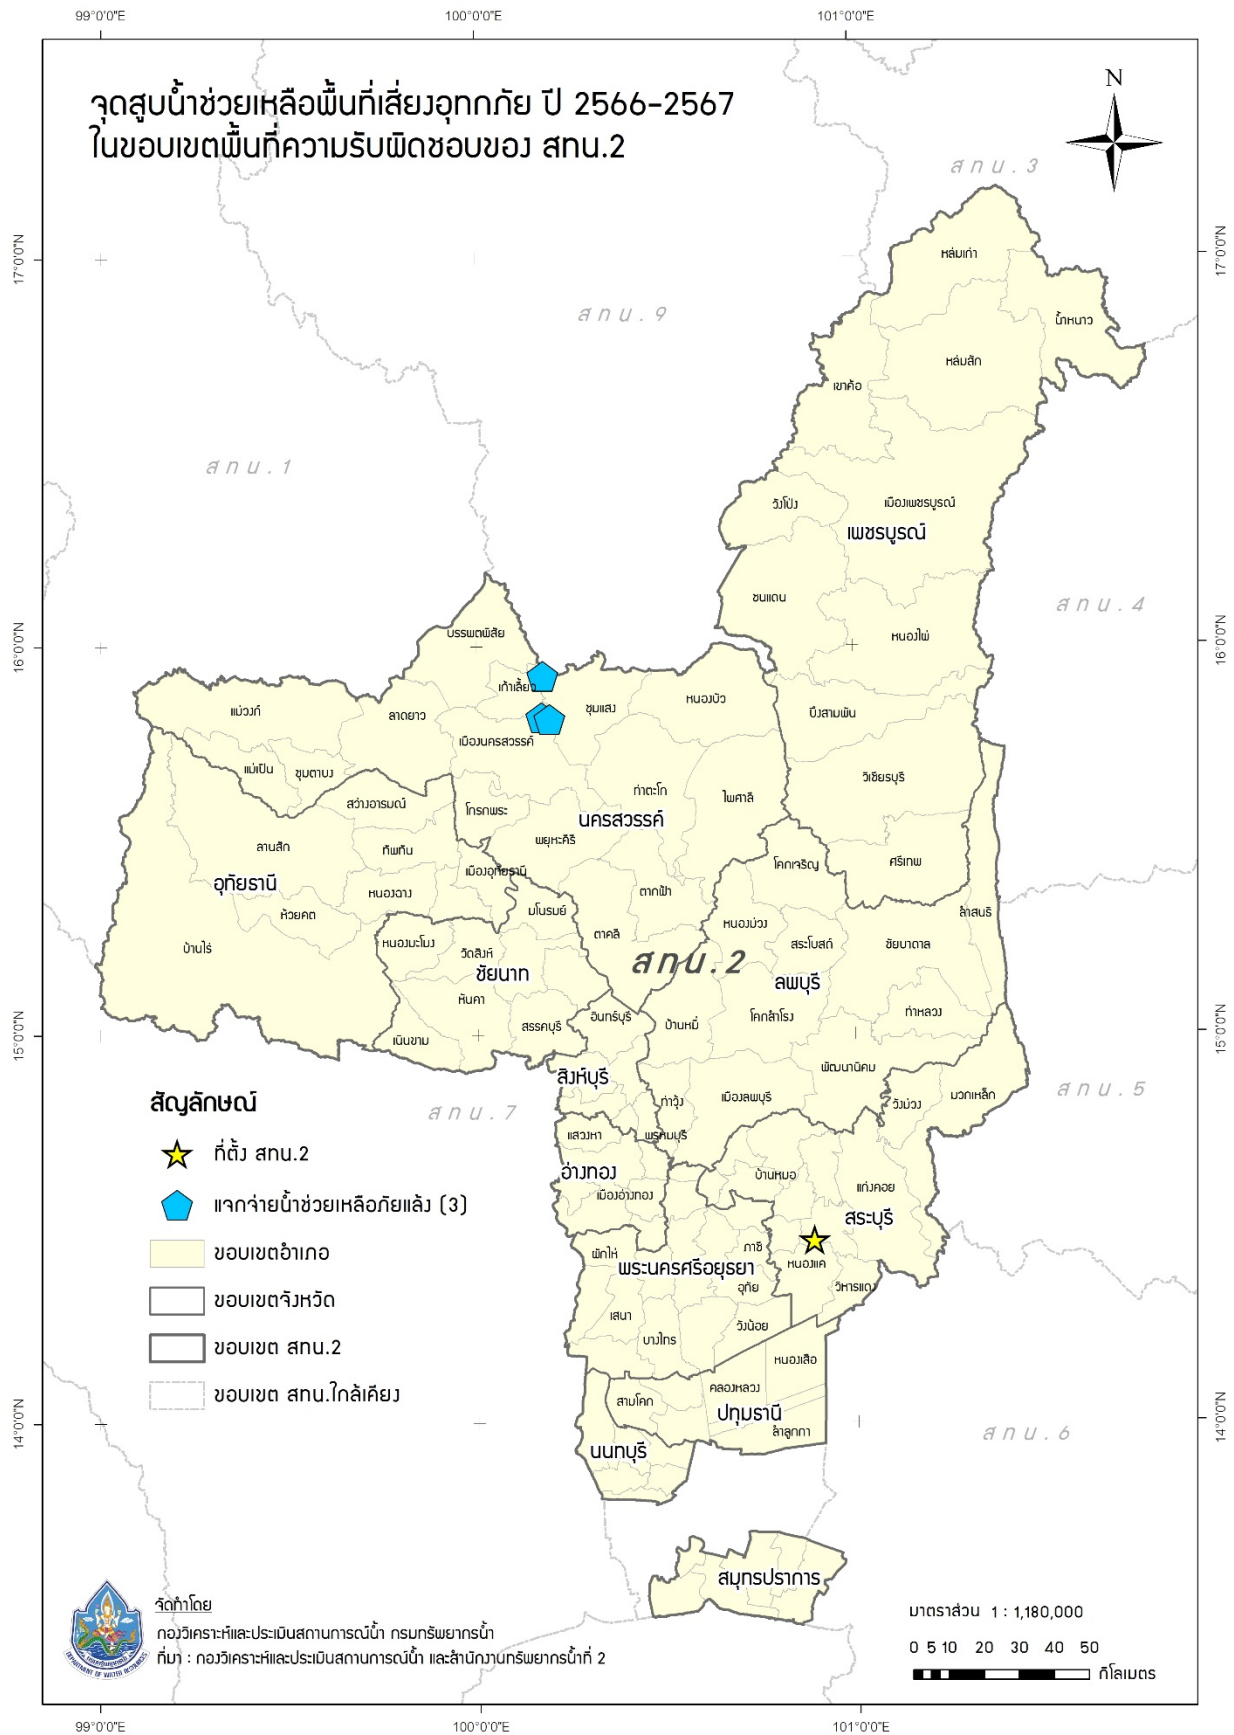 99°0'0"E 100°0'0"E 101°0'0"E
จุดสูบน้ำช่วยเหลือพื้นที่เสี่ยงอุทกภัย ปี 2566-2567
ในขอบเขตพื้นที่ความรับผิดชอบของ สทน.2
N
สทน.3
17°0'0"N
17°0'0"N
หล่มเก่า
น้ำหนาว
สทน.9
หล่มสัก
เขาค้อ
สทน.1
วังโป่ง
เมืองเพชรบูรณ์
เพชรบูรณ์
ชนแดน
สทน.4
หนองไผ่
16°0'0"N
16°0'0"N
บรรพตพิสัย
เก้าเลี้ยว
ชุมแสง
หนองบัว
แม่วงก์
ลาดยาว
บึงสามพัน
เมืองนครสวรรค์
แม่เปิน
ชุมตาบง
วิเชียรบุรี
ท่าตะโก
ไพศาลี
สว่างอารมณ์
โกรกพระ
นครสวรรค์
ลานสัก
ทัพทัน
พยุหะคีรี
โคกเจริญ
ศรีเทพ
เมืองอุทัยธานี
อุทัยธานี
หนองฉาง
ตากฟ้า
ห้วยคต
มโนรมย์
หนองม่วง
ลำสนธิ
บ้านไร่
หนองมะโมง
วัดสิงห์
ตาคลี
สระโบสถ์
ชัยบาดาล
สทน.2
ชัยนาท
ลพบุรี
หันคา
สรรคบุรี
อินทร์บุรี
บ้านหมี่
โคกสำโรง
ท่าหลวง
เนินขาม
15°0'0"N
15°0'0"N
พัฒนานิคม
สิงห์บุรี
ท่าวุ้ง
เมืองลพบุรี
วังม่วง
มวกเหล็ก
สทน.5
สทน.7
แสวงหา
พรหมบุรี
อ่างทอง
บ้านหมอ
แก่งคอย
เมืองอ่างทอง
สระบุรี
ผักไห่
ภาชี
พระนครศรีอยุธยา
หนองแค
อุทัย
วิหารแดง
เสนา
วังน้อย
บางไทร
หนองเสือ
คลองหลวง
สามโคก
ปทุมธานี
ลำลูกกา
นนทบุรี
14°0'0"N
14°0'0"N
สทน.6
สมุทรปราการ
สัญลักษณ์
ที่ตั้ง สทน.2
แจกจ่ายน้ำช่วยเหลือภัยแล้ง (3)
ขอบเขตอำเภอ
ขอบเขตจังหวัด
ขอบเขต สทน.2
ขอบเขต สทน.ใกล้เคียง
จัดทำโดย
กองวิเคราะห์และประเมินสถานการณ์น้ำ กรมทรัพยากรน้ำ
ที่มา : กองวิเคราะห์และประเมินสถานการณ์น้ำ และสำนักงานทรัพยากรน้ำที่ 2
DEPARTMENT OF WATER RESOURCES
มาตราส่วน 1 : 1,180,000
0 5 10 20 30 40 50
กิโลเมตร
99°0'0"E 100°0'0"E 101°0'0"E